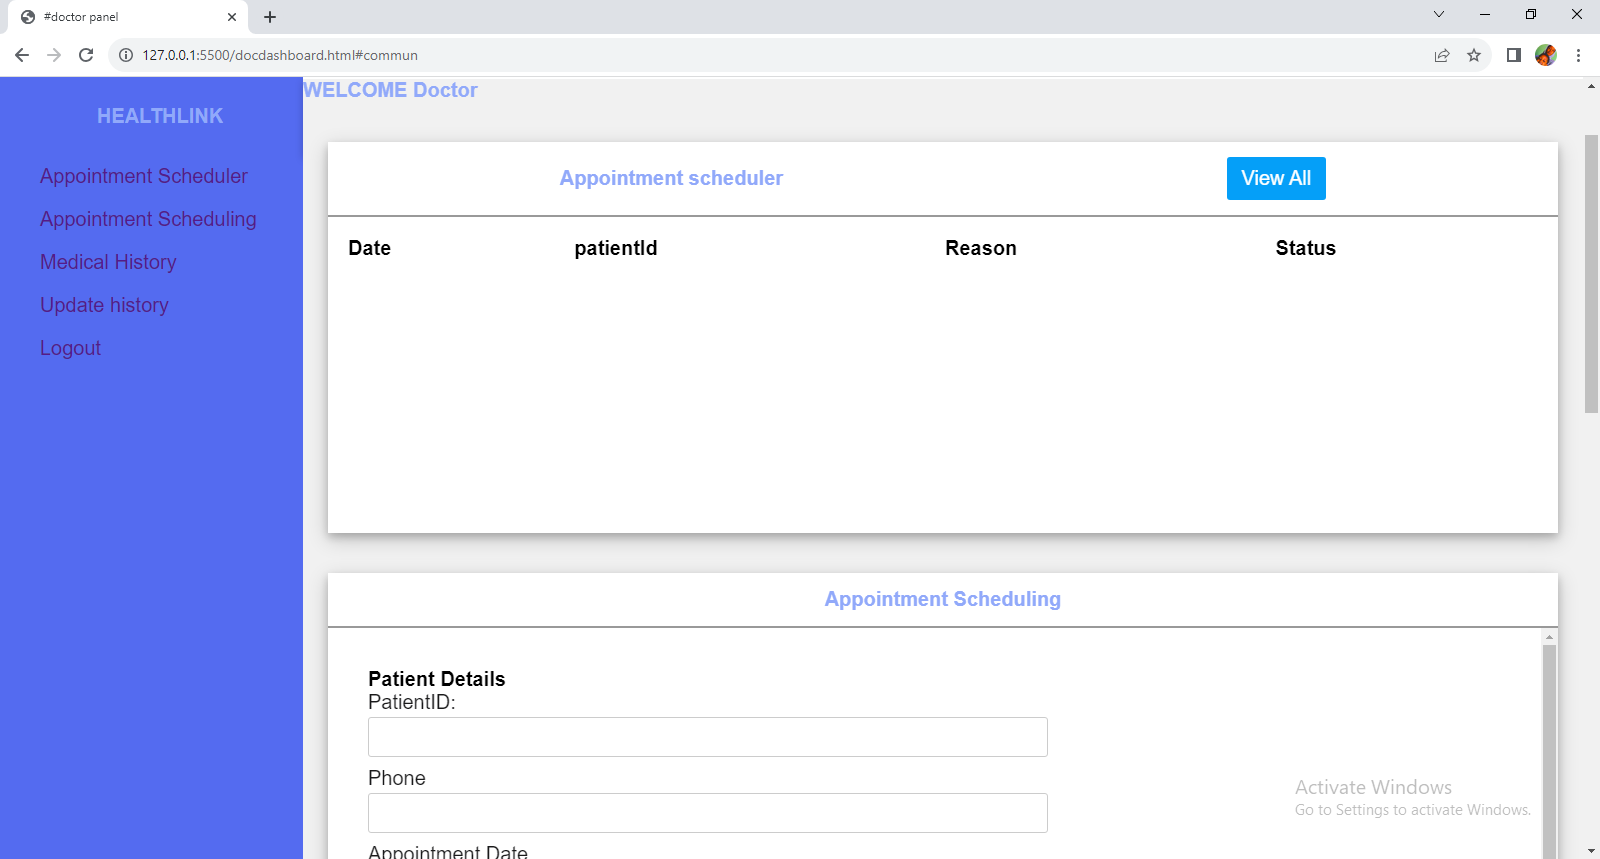 #doctor panel
127.0.0.1:5500/docdashboard.html#commun
HEALTHLINK
Appointment Scheduler
Appointment Scheduling
Medical History
Update history
Logout
WELCOME Doctor
Appointment scheduler
View All
Date patientId Reason Status
Appointment Scheduling
Patient Details
PatientID:
Phone
Appointment Date
Activate Windows
Go to Settings to activate Windows.